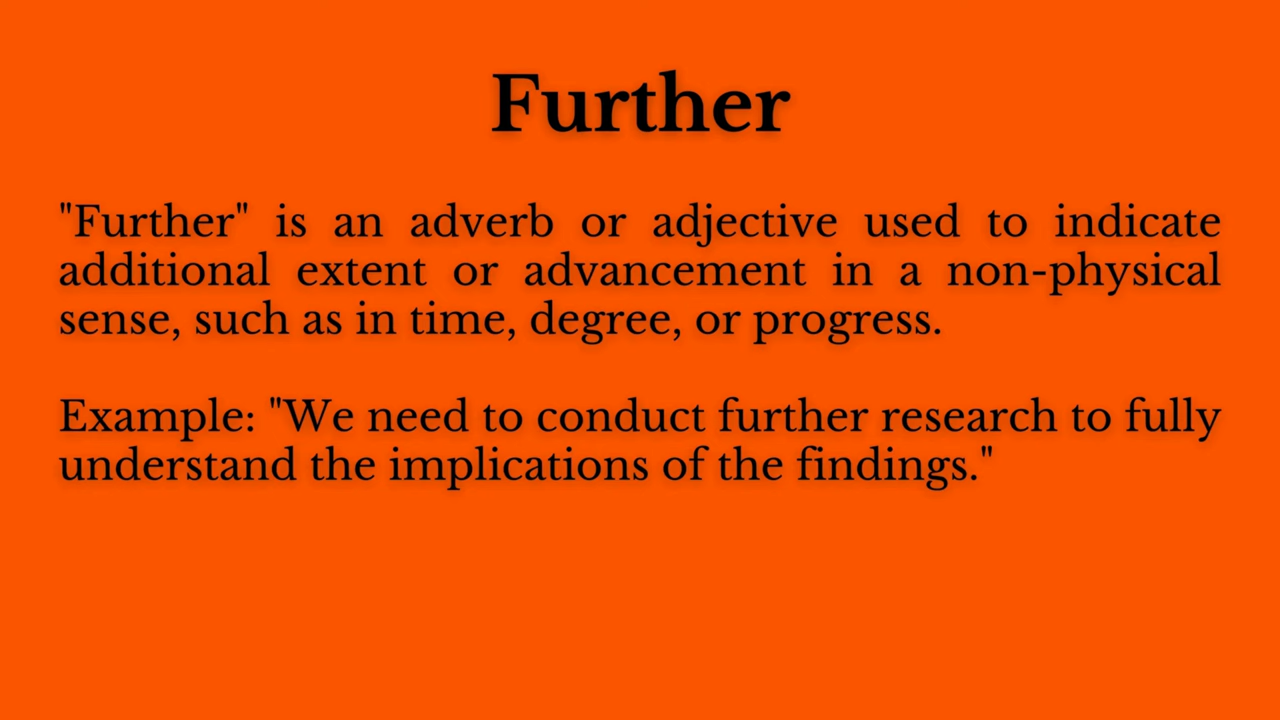 Further
"Further" is an adverb or adjective used to indicate
additional extent or advancement in a non-physical
sense, such as in time, degree, or progress.
Example: "We need to conduct further research to fully
understand the implications of the findings."